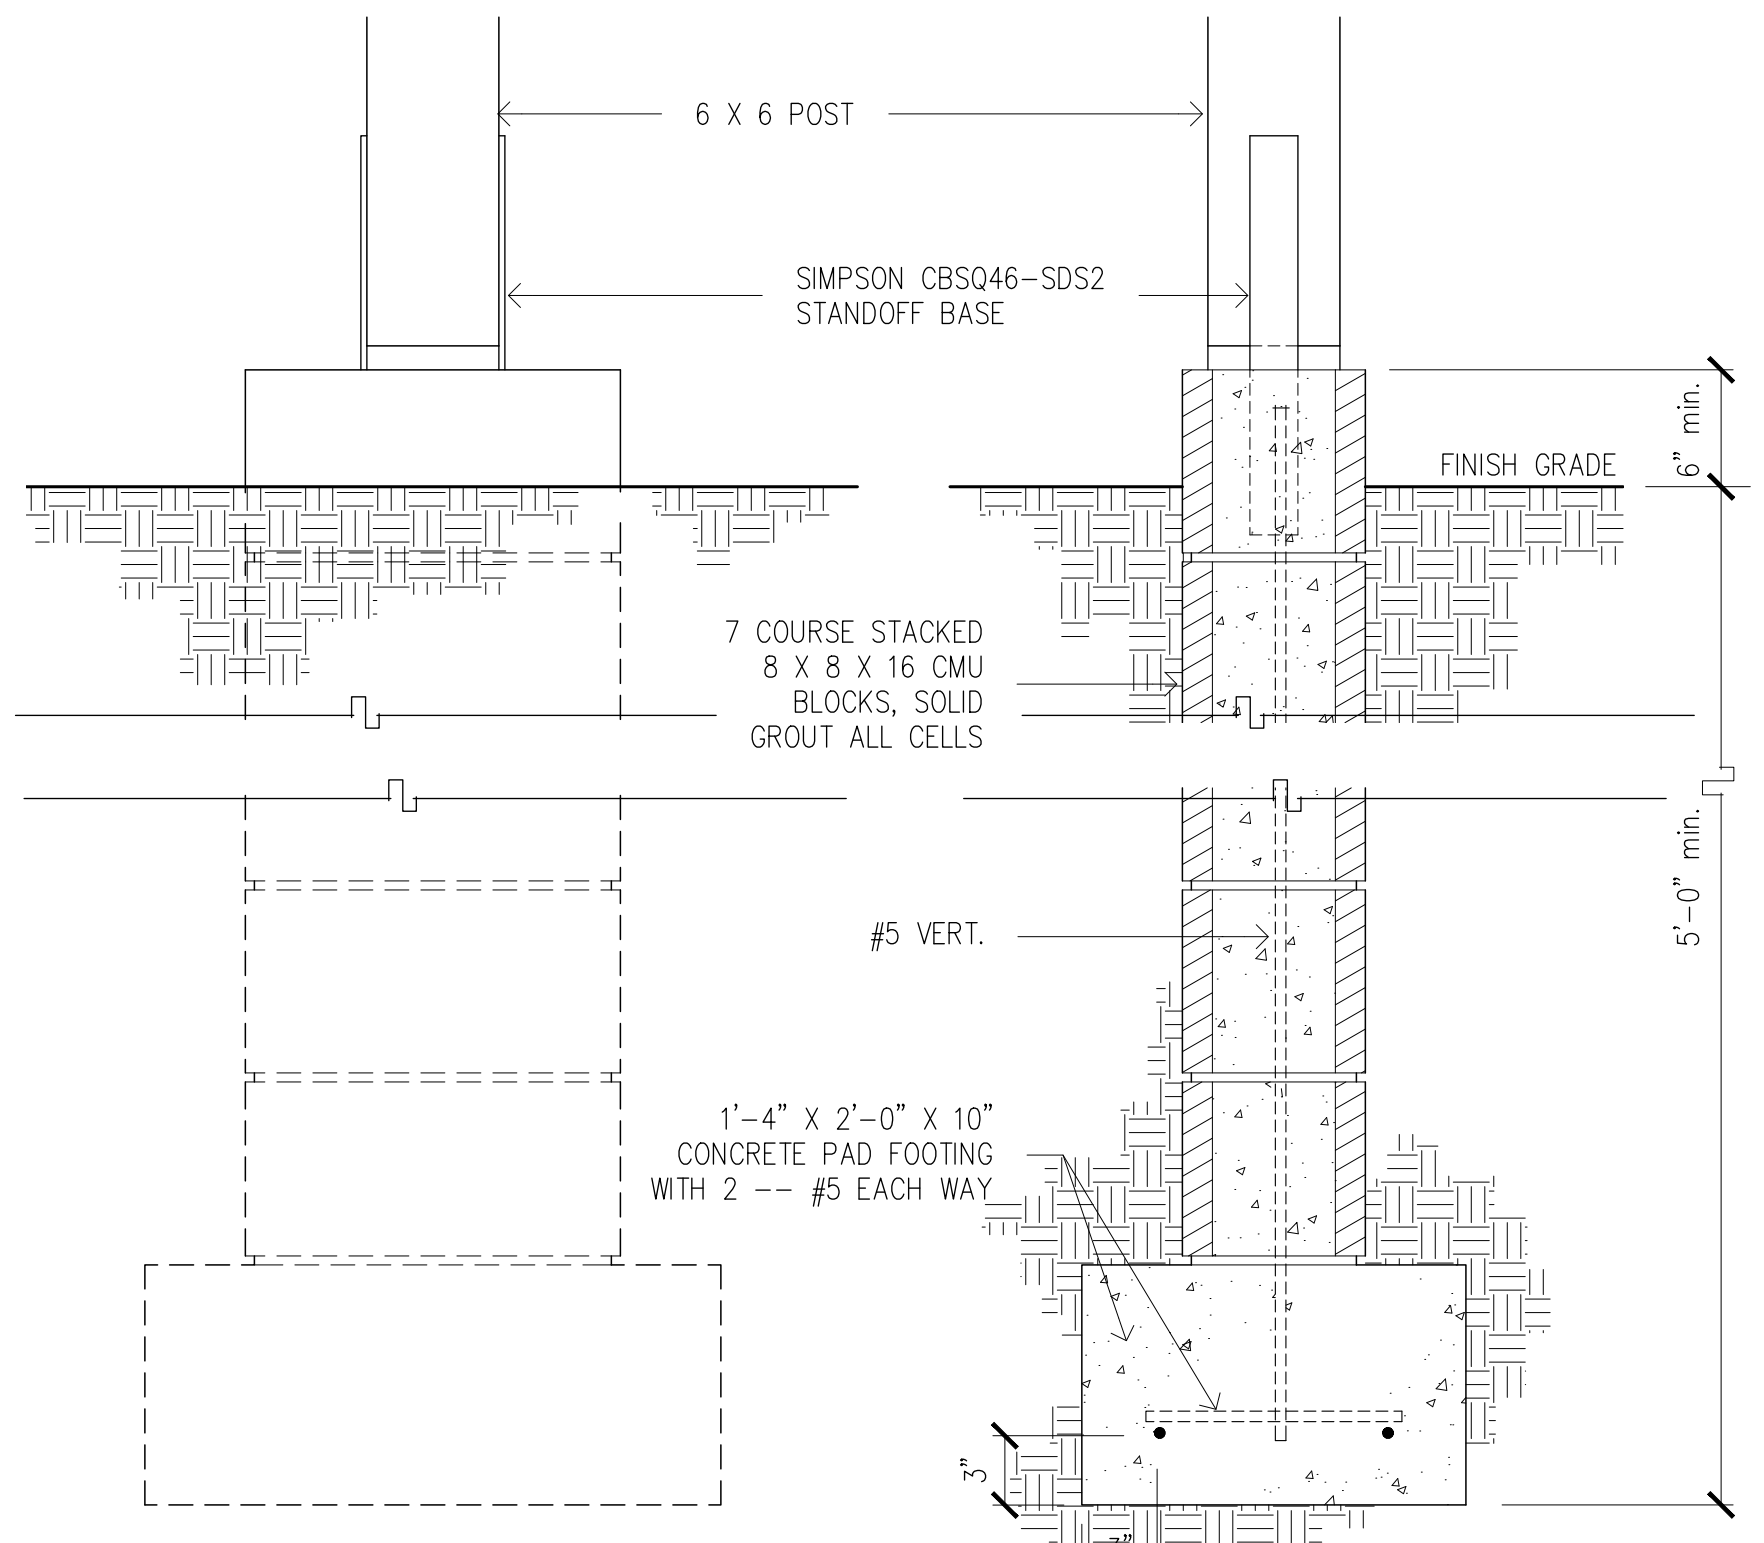 6 X 6 POST
SIMPSON CBSQ46-SDS2
STANDOFF BASE
6” min.
FINISH GRADE
7 COURSE STACKED
8 X 8 X 16 CMU
BLOCKS, SOLID
GROUT ALL CELLS
5’-0” min.
#5 VERT.
1’-4” X 2’-0” X 10”
CONCRETE PAD FOOTING
WITH 2 -- #5 EACH WAY
3”